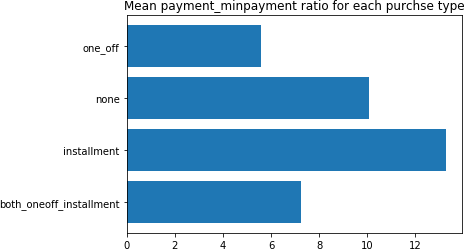 Mean payment_minpayment ratio for each purchse type
one_off
none
installment
both_oneoff_installment
0 2 4 6 8 10 12